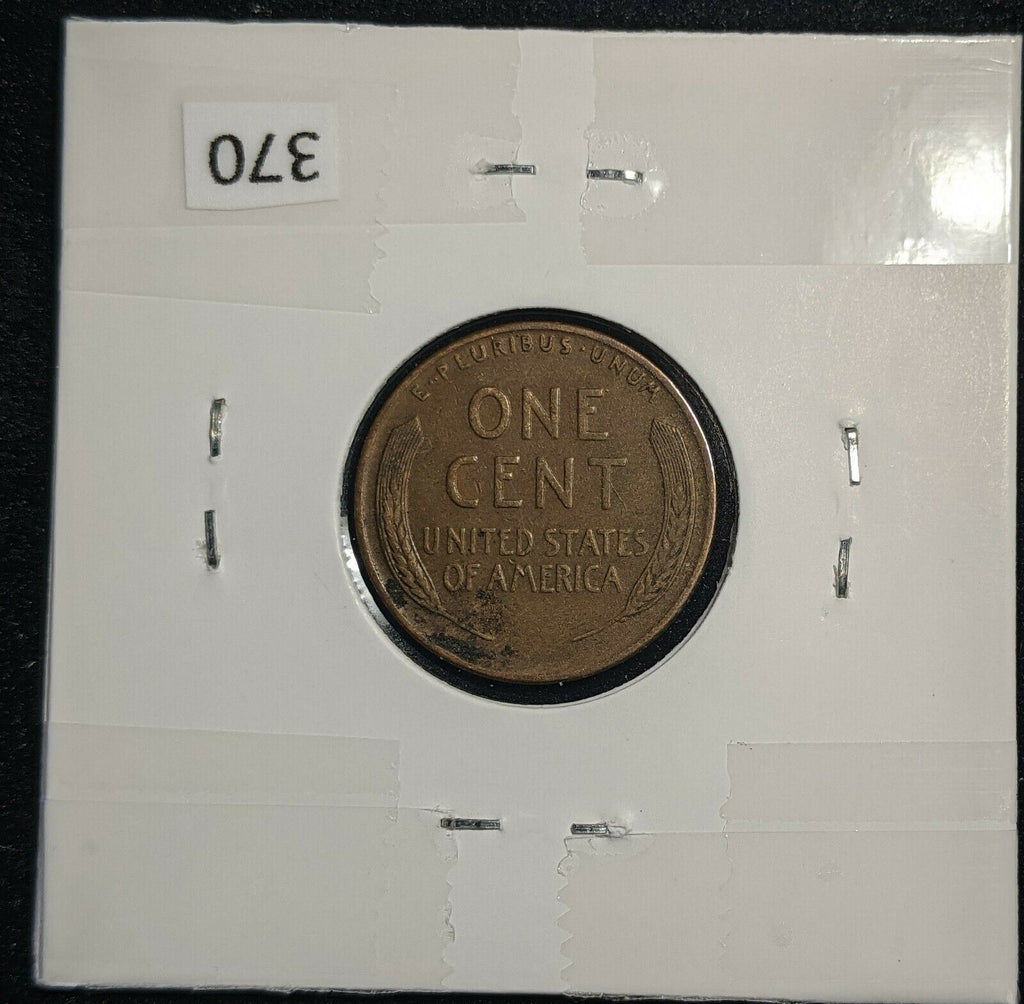 370
E·PLURIBUS·UNUM
ONE
CENT
UNITED STATES
OF AMERICA